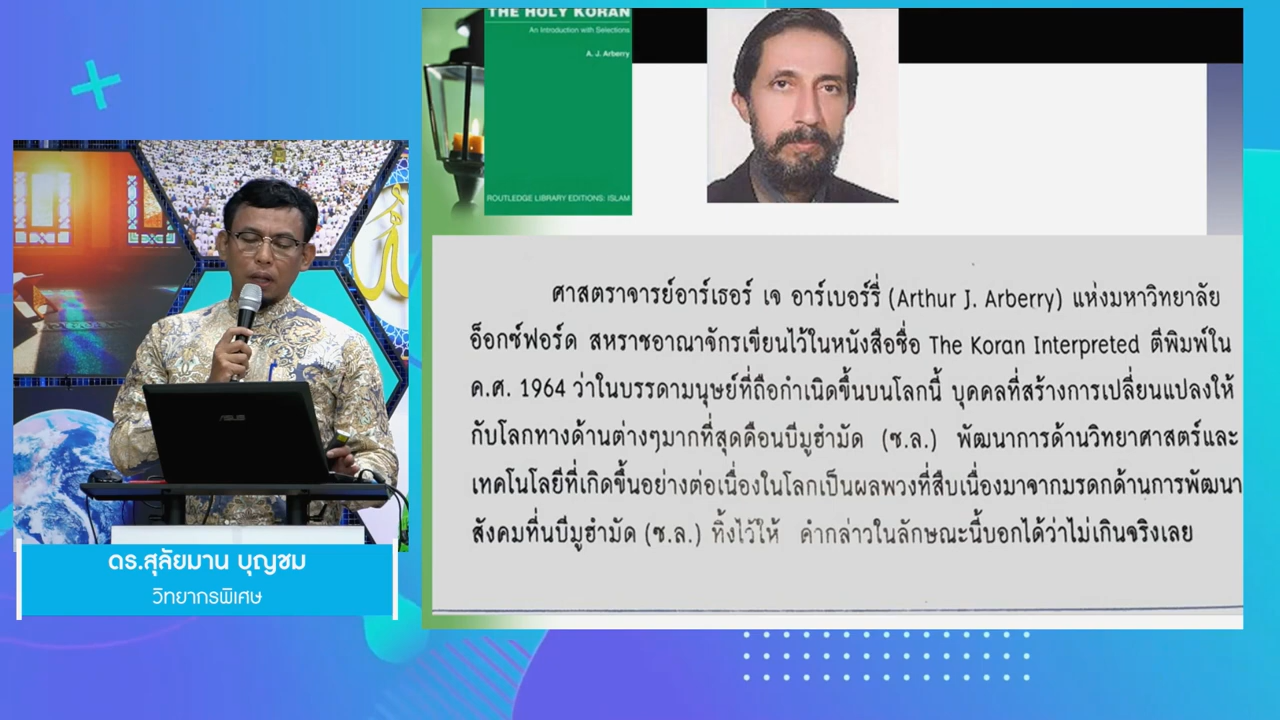 THE HOLY KORAN
An Introduction with Selections
A. J. Arberry
ROUTLEDGE LIBRARY EDITIONS: ISLAM
ศาสตราจารย์อาร์เธอร์ เจ อาร์เบอร์รี่ (Arthur J. Arberry) แห่งมหาวิทยาลัย
อ็อกซ์ฟอร์ด สหราชอาณาจักรเขียนไว้ในหนังสือชื่อ The Koran Interpreted ตีพิมพ์ใน
ค.ศ. 1964 ว่าในบรรดามนุษย์ที่ถือกำเนิดขึ้นบนโลกนี้ บุคคลที่สร้างการเปลี่ยนแปลงให้
กับโลกทางด้านต่างๆมากที่สุดคือนบีมูฮำมัด (ซ.ล.) พัฒนาการด้านวิทยาศาสตร์และ
เทคโนโลยีที่เกิดขึ้นอย่างต่อเนื่องในโลกเป็นผลพวงที่สืบเนื่องมาจากมรดกด้านการพัฒนา
สังคมที่นบีมูฮำมัด (ซ.ล.) ทิ้งไว้ให้ คำกล่าวในลักษณะนี้บอกได้ว่าไม่เกินจริงเลย
ASUS
ดร.สุลัยมาน บุญชม
วิทยากรพิเศษ